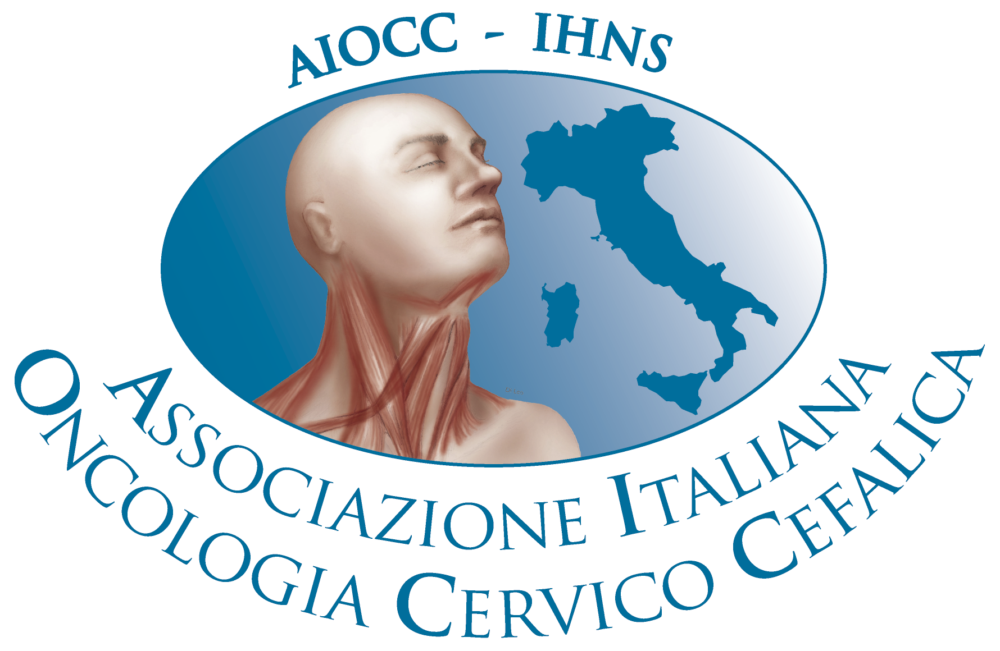 AIOCC - IHNS
ASSOCIAZIONE ITALIANA
ONCOLOGIA CERVICO CEFALICA